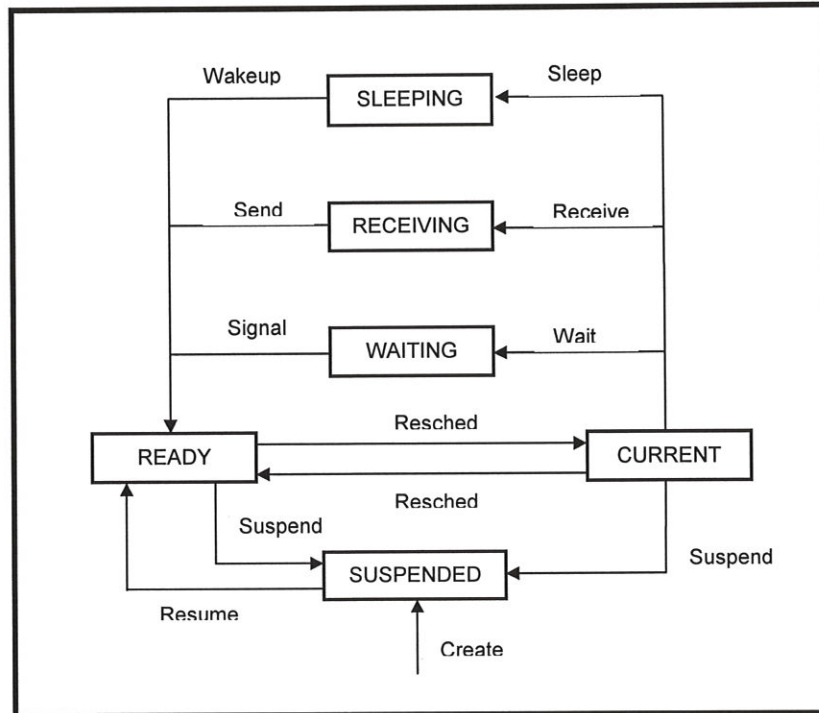 Wakeup
SLEEPING
Sleep
Send
RECEIVING
Receive
Signal
WAITING
Wait
Resched
READY
CURRENT
Resched
Suspend
SUSPENDED
Suspend
Resume
Create